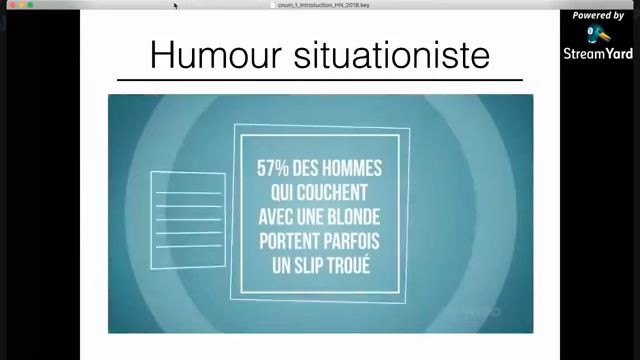 cnum_1_introduction_HN_2018.key
Powered by
StreamYard
Humour situationiste
57% DES HOMMES
QUI COUCHENT
AVEC UNE BLONDE
PORTENT PARFOIS
UN SLIP TROUÉ